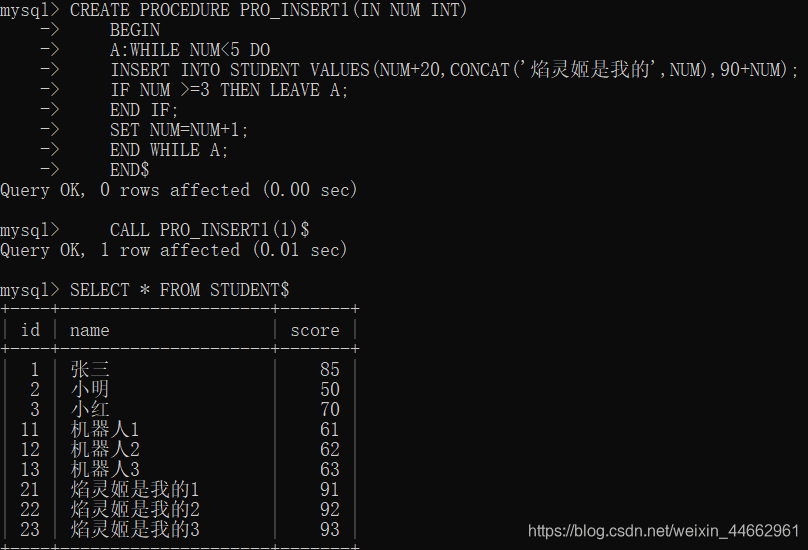 mysql> CREATE PROCEDURE PRO_INSERT1(IN NUM INT)
    ->     BEGIN
    ->     A:WHILE NUM<5 DO
    ->     INSERT INTO STUDENT VALUES(NUM+20,CONCAT('焰灵姬是我的',NUM),90+NUM);
    ->     IF NUM >=3 THEN LEAVE A;
    ->     END IF;
    ->     SET NUM=NUM+1;
    ->     END WHILE A;
    ->     END$
Query OK, 0 rows affected (0.00 sec)

mysql>     CALL PRO_INSERT1(1)$
Query OK, 1 row affected (0.01 sec)

mysql> SELECT * FROM STUDENT$
+----+---------------------+-------+
| id | name                | score |
+----+---------------------+-------+
|  1 | 张三                |    85 |
|  2 | 小明                |    50 |
|  3 | 小红                |    70 |
| 11 | 机器人1             |    61 |
| 12 | 机器人2             |    62 |
| 13 | 机器人3             |    63 |
| 21 | 焰灵姬是我的1       |    91 |
| 22 | 焰灵姬是我的2       |    92 |
| 23 | 焰灵姬是我的3       |    93 |
+----+---------------------+-------+
https://blog.csdn.net/weixin_44662961